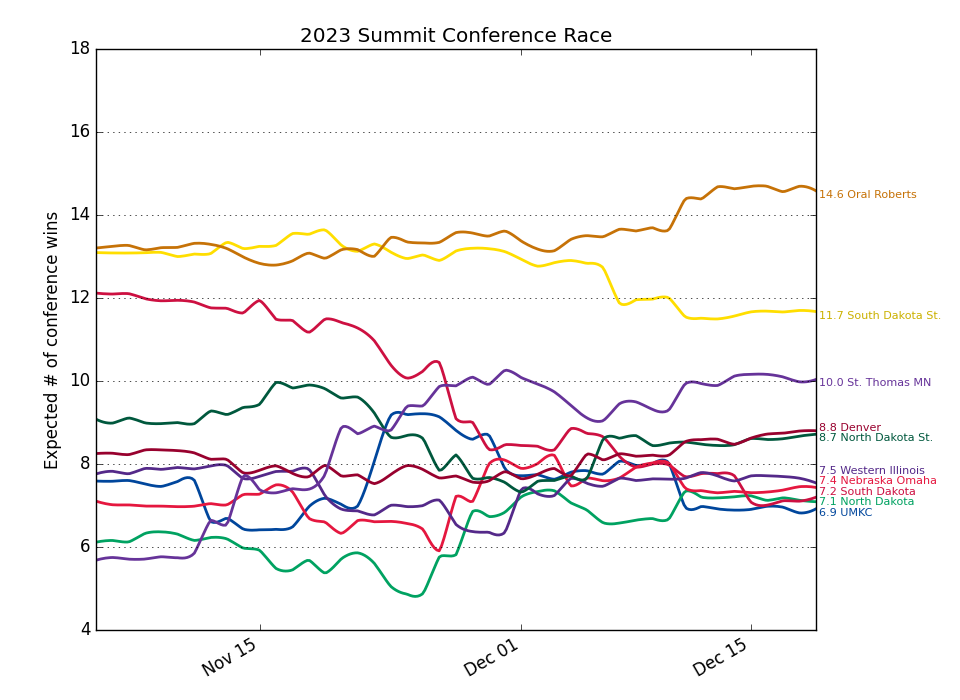 2023 Summit Conference Race
Expected # of conference wins
18
16
14
12
10
8
6
4
Nov 15
Dec 01
Dec 15
14.6 Oral Roberts
11.7 South Dakota St.
10.0 St. Thomas MN
8.8 Denver
8.7 North Dakota St.
7.5 Western Illinois
7.4 Nebraska Omaha
7.2 South Dakota
7.1 North Dakota
6.9 UMKC